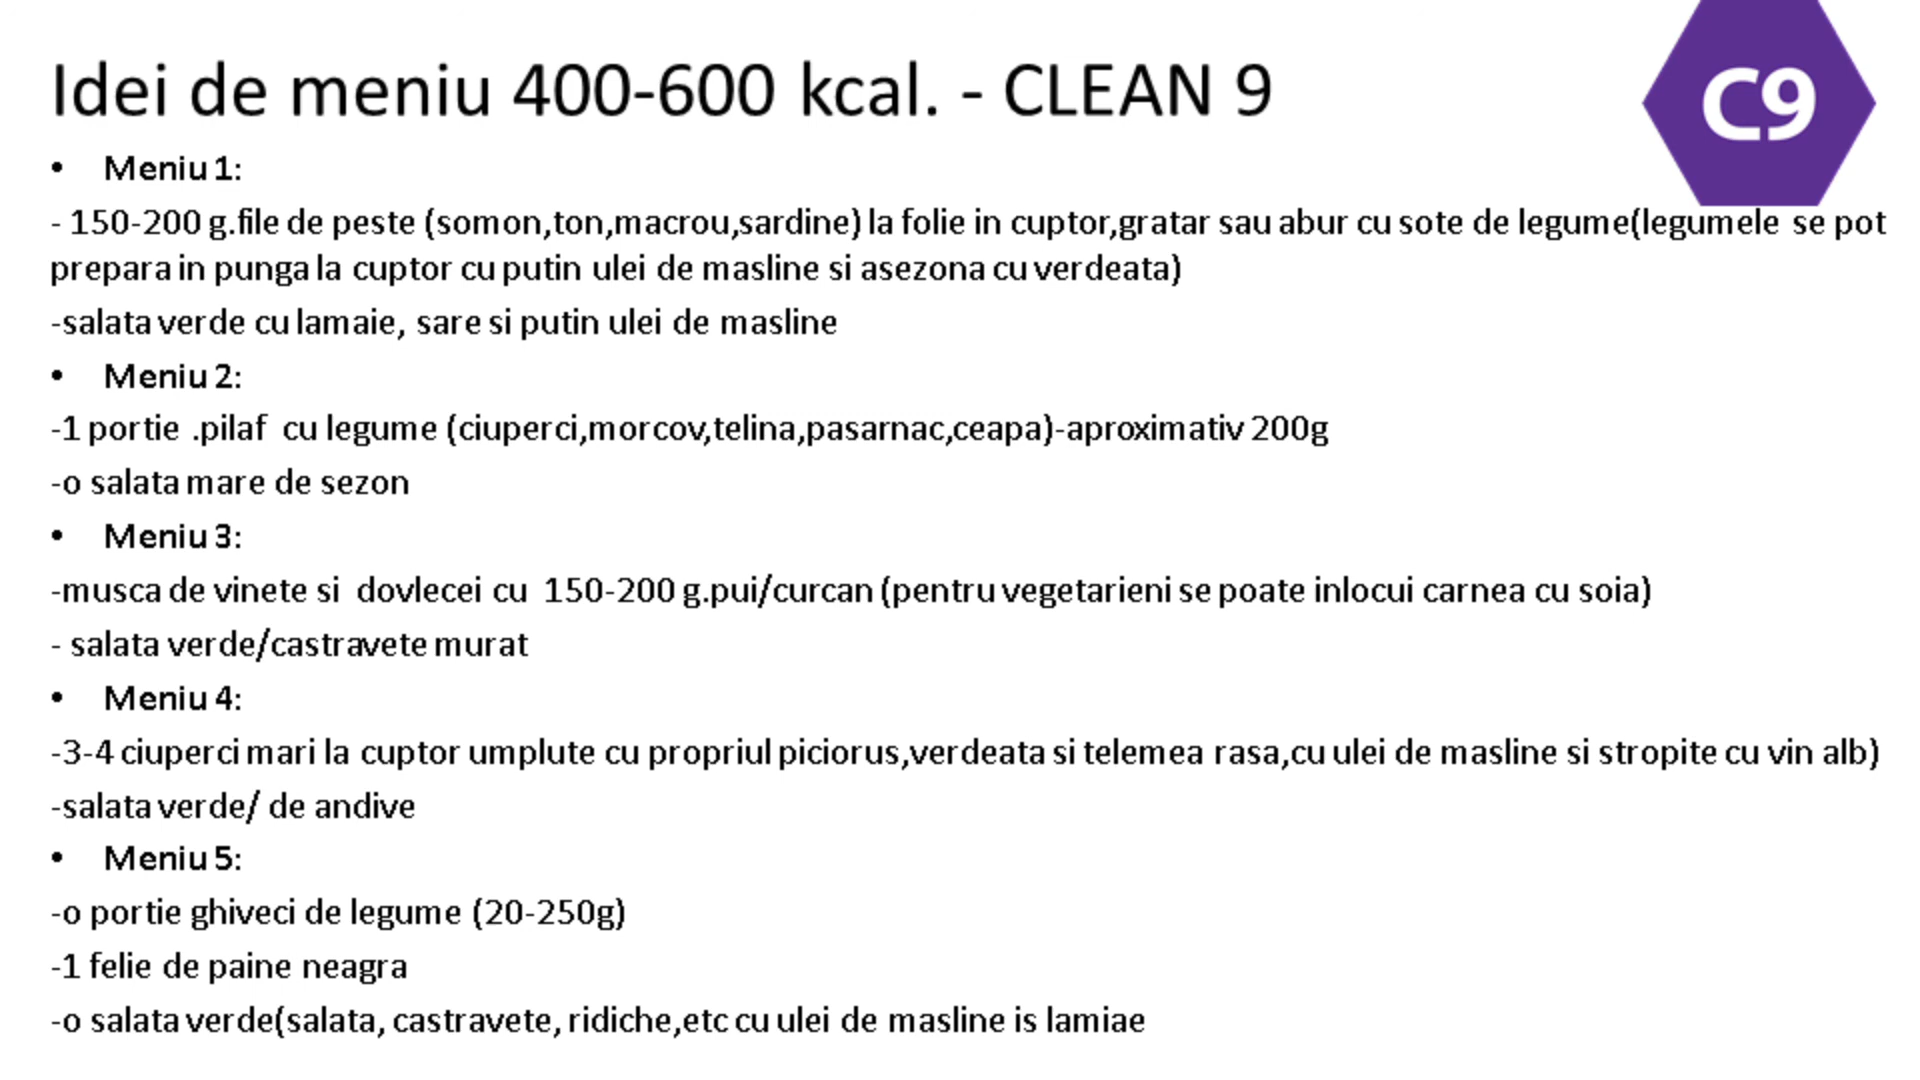 Idei de meniu 400-600 kcal. - CLEAN 9
C9
• Meniu 1:
- 150-200 g.file de peste (somon,ton,macrou,sardine) la folie in cuptor,gratar sau abur cu sote de legume(legumele se pot
prepara in punga la cuptor cu putin ulei de masline si asezona cu verdeata)
-salata verde cu lamaie, sare si putin ulei de masline
• Meniu 2:
-1 portie .pilaf cu legume (ciuperci,morcov,telina,pasarnac,ceapa)-aproximativ 200g
-o salata mare de sezon
• Meniu 3:
-musca de vinete si dovlecei cu 150-200 g.pui/curcan (pentru vegetarieni se poate inlocui carnea cu soia)
- salata verde/castravete murat
• Meniu 4:
-3-4 ciuperci mari la cuptor umplute cu propriul piciorus,verdeata si telemea rasa,cu ulei de masline si stropite cu vin alb)
-salata verde/ de andive
• Meniu 5:
-o portie ghiveci de legume (20-250g)
-1 felie de paine neagra
-o salata verde(salata, castravete, ridiche,etc cu ulei de masline is lamiae